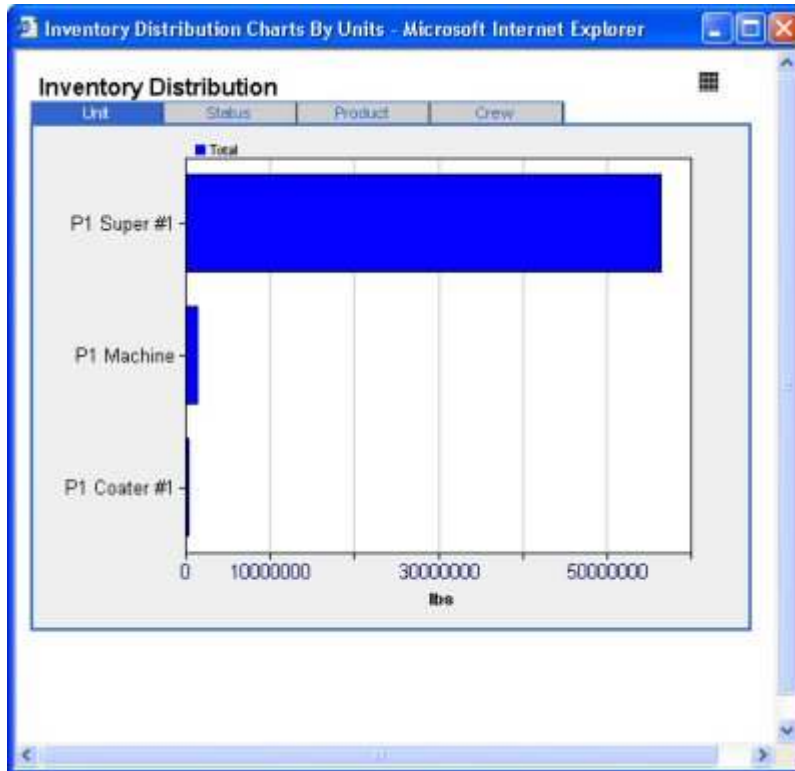 Inventory Distribution Charts By Units - Microsoft Internet Explorer
Inventory Distribution
Unit Status Product Crew
Total
P1 Super #1
P1 Machine
P1 Coater #1
0 10000000 30000000 50000000
lbs